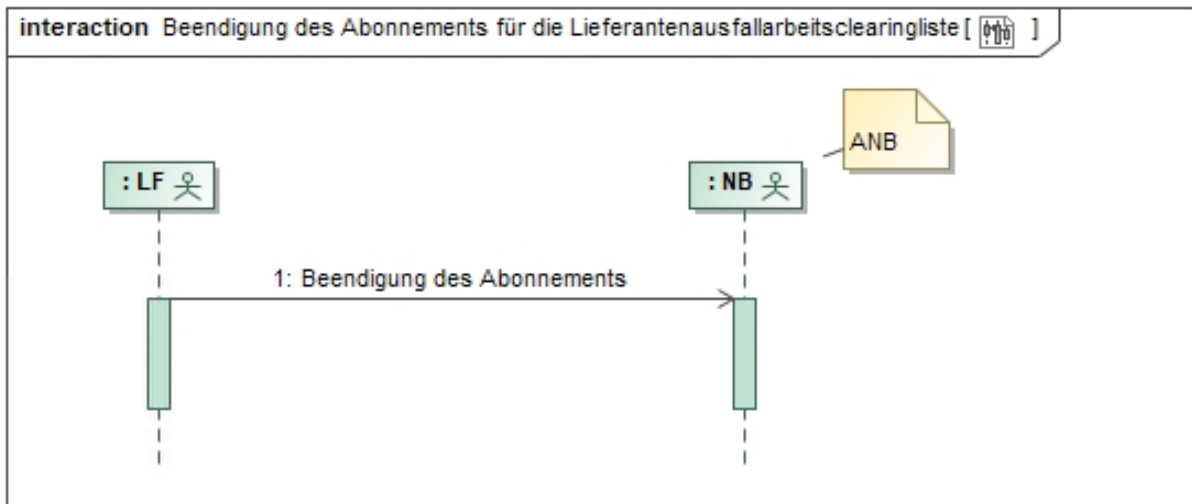 interaction Beendigung des Abonnements für die Lieferantenausfallarbeitsclearingliste [ ]
ANB
: LF
: NB
1: Beendigung des Abonnements